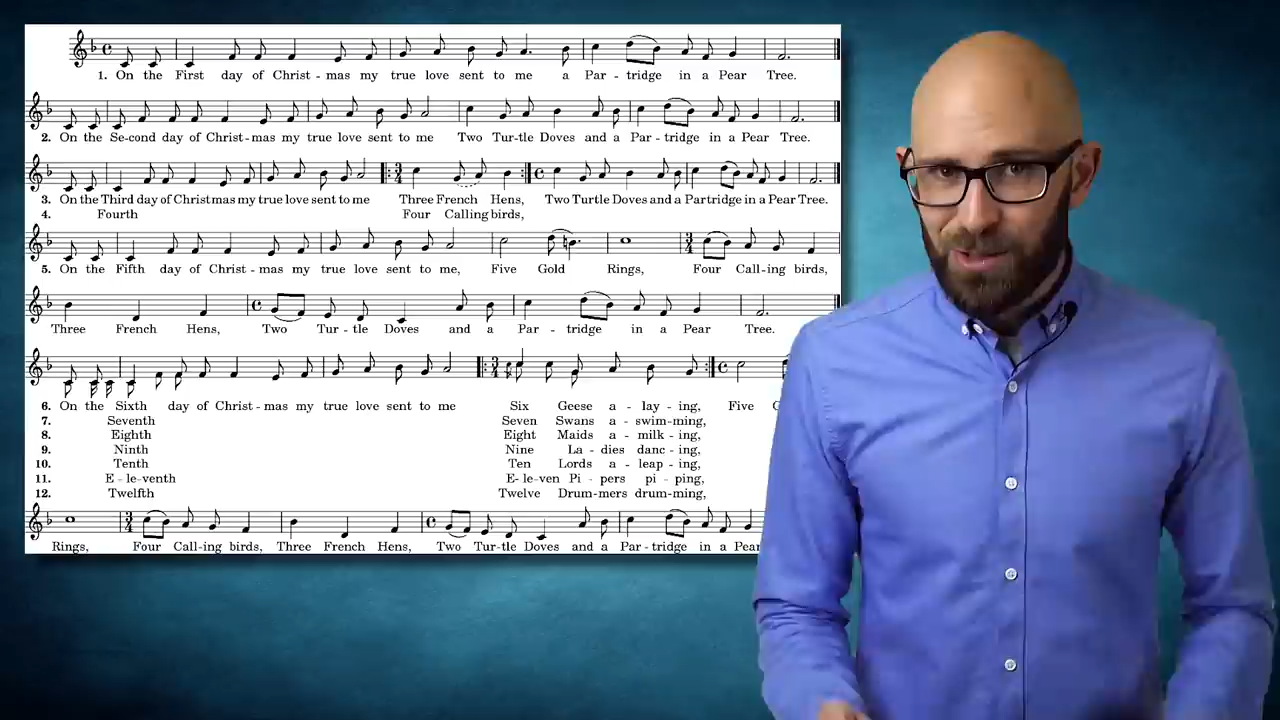 1. On the First day of Christ - mas my true love sent to me a Par - tridge in a Pear Tree.
2. On the Se-cond day of Christ-mas my true love sent to me Two Tur-tle Doves and a Par - tridge in a Pear Tree.
3. On the Third day of Christmas my true love sent to me Three French Hens, Two Turtle Doves and a Partridge in a Pear Tree.
4. Fourth Four Calling birds,
5. On the Fifth day of Christ - mas my true love sent to me, Five Gold Rings, Four Call-ing birds,
Three French Hens, Two Tur - tle Doves and a Par - tridge in a Pear Tree.
6. On the Sixth day of Christ-mas my true love sent to me Six Geese a - lay - ing, Five
7. Seventh Seven Swans a - swim-ming,
8. Eighth Eight Maids a - milk - ing,
9. Ninth Nine La - dies danc - ing,
10. Tenth Ten Lords a - leap - ing,
11. E - le-venth E- le-ven Pi - pers pi - ping,
12. Twelfth Twelve Drum-mers drum-ming,
Rings, Four Call-ing birds, Three French Hens, Two Tur-tle Doves and a Par-tridge in a Pear